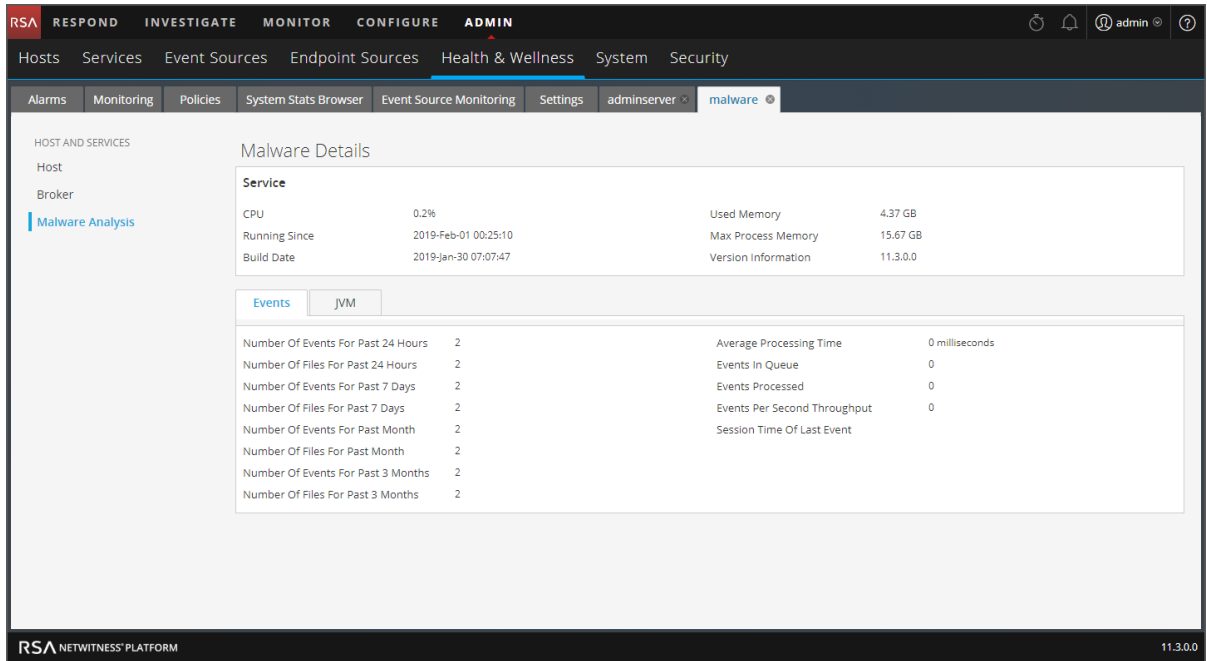 RSA RESPOND INVESTIGATE MONITOR CONFIGURE ADMIN admin
Hosts Services Event Sources Endpoint Sources Health & Wellness System Security
Alarms Monitoring Policies System Stats Browser Event Source Monitoring Settings adminserver malware
HOST AND SERVICES
Host
Broker
Malware Analysis
Malware Details
Service
CPU 0.2% Used Memory 4.37 GB
Running Since 2019-Feb-01 00:25:10 Max Process Memory 15.67 GB
Build Date 2019-Jan-30 07:07:47 Version Information 11.3.0.0
Events JVM
Number Of Events For Past 24 Hours 2 Average Processing Time 0 milliseconds
Number Of Files For Past 24 Hours 2 Events In Queue 0
Number Of Events For Past 7 Days 2 Events Processed 0
Number Of Files For Past 7 Days 2 Events Per Second Throughput 0
Number Of Events For Past Month 2 Session Time Of Last Event
Number Of Files For Past Month 2
Number Of Events For Past 3 Months 2
Number Of Files For Past 3 Months 2
RSA NETWITNESS® PLATFORM 11.3.0.0